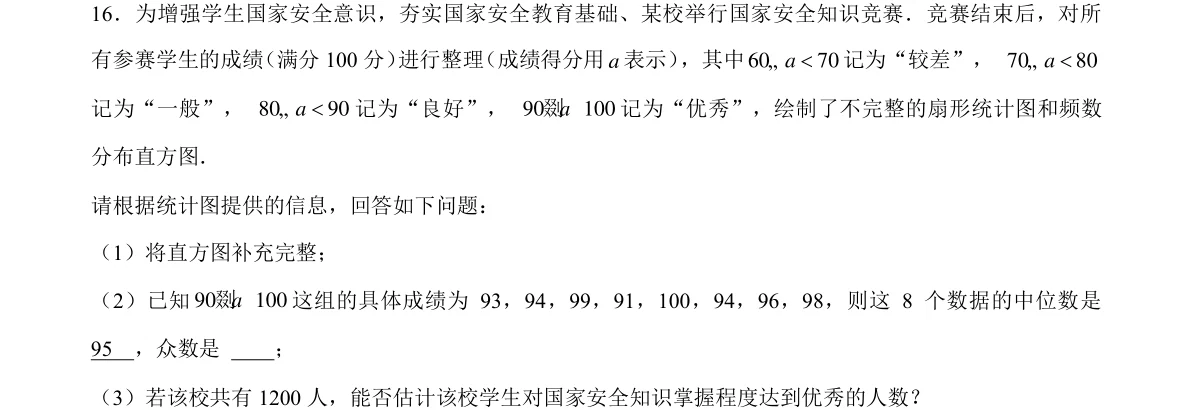 16．为增强学生国家安全意识，夯实国家安全教育基础、某校举行国家安全知识竞赛．竞赛结束后，对所
有参赛学生的成绩（满分 100 分）进行整理（成绩得分用 a 表示），其中 60„ a < 70 记为“较差”， 70„ a < 80
记为“一般”， 80„ a < 90 记为“良好”， 90剟a 100 记为“优秀”，绘制了不完整的扇形统计图和频数
分布直方图．
请根据统计图提供的信息，回答如下问题：
（1）将直方图补充完整；
（2）已知 90剟a 100 这组的具体成绩为 93，94，99，91，100，94，96，98，则这 8 个数据的中位数是
95 ，众数是 ____；
（3）若该校共有 1200 人，能否估计该校学生对国家安全知识掌握程度达到优秀的人数？